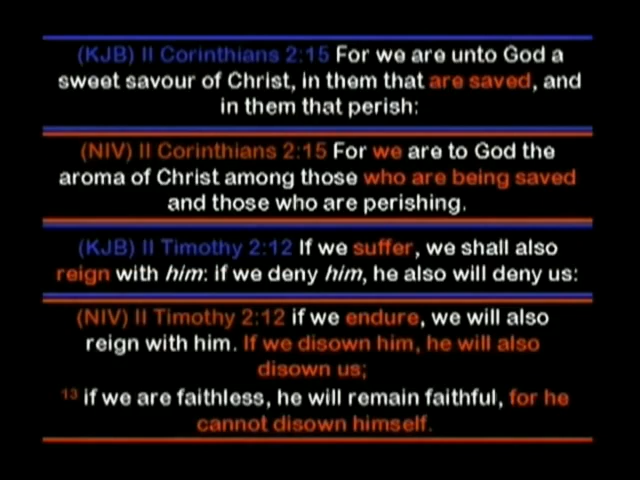 (KJB) II Corinthians 2:15 For we are unto God a
sweet savour of Christ, in them that are saved, and
in them that perish:
(NIV) II Corinthians 2:15 For we are to God the
aroma of Christ among those who are being saved
and those who are perishing.
(KJB) II Timothy 2:12 If we suffer, we shall also
reign with him: if we deny him, he also will deny us:
(NIV) II Timothy 2:12 if we endure, we will also
reign with him. If we disown him, he will also
disown us;
13 if we are faithless, he will remain faithful, for he
cannot disown himself.